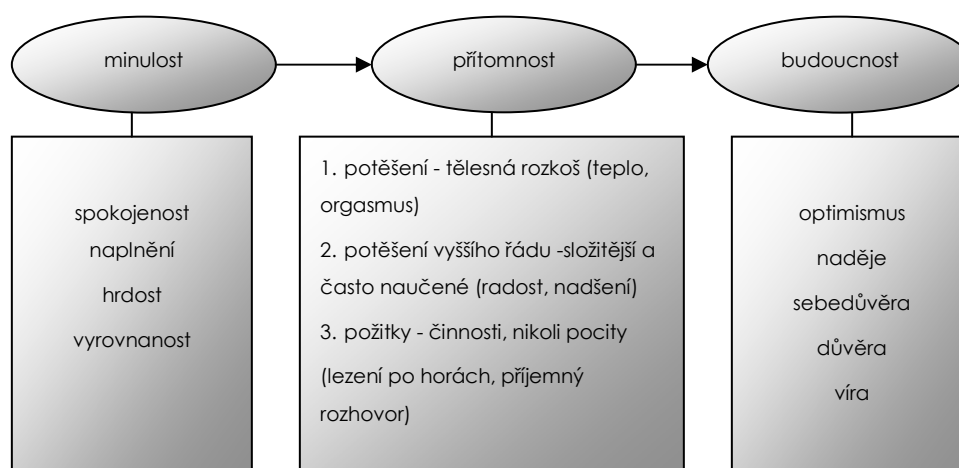 minulost
přítomnost
budoucnost
spokojenost
naplnění
hrdost
vyrovnanost
1. potěšení - tělesná rozkoš (teplo,
orgasmus)
2. potěšení vyššího řádu -složitější a
často naučené (radost, nadšení)
3. požitky - činnosti, nikoli pocity
(lezení po horách, příjemný
rozhovor)
optimismus
naděje
sebedůvěra
důvěra
víra